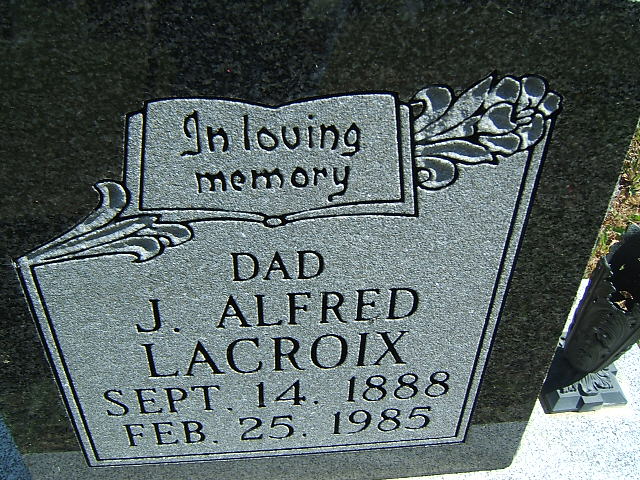 In loving
memory
DAD
J. ALFRED
LACROIX
SEPT. 14. 1888
FEB. 25. 1985